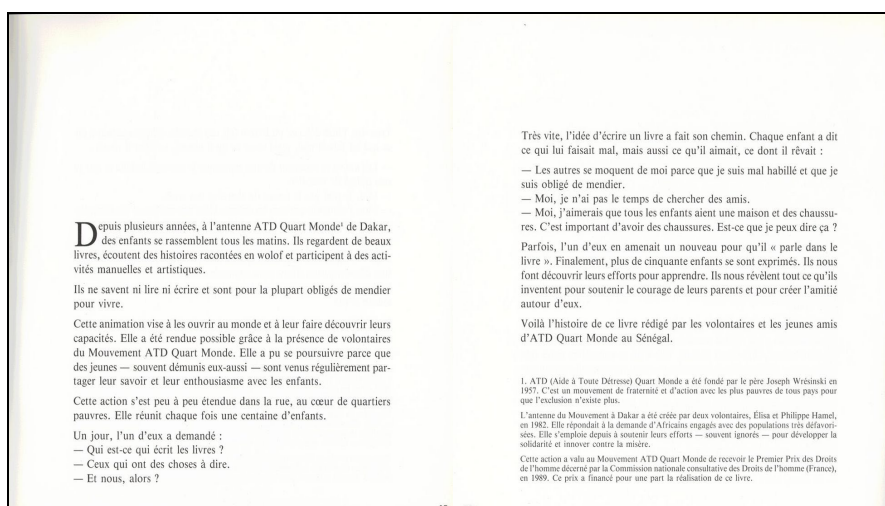 Depuis plusieurs années, à l'antenne ATD Quart Monde¹ de Dakar,
des enfants se rassemblent tous les matins. Ils regardent de beaux
livres, écoutent des histoires racontées en wolof et participent à des acti-
vités manuelles et artistiques.
Ils ne savent ni lire ni écrire et sont pour la plupart obligés de mendier
pour vivre.
Cette animation vise à les ouvrir au monde et à leur faire découvrir leurs
capacités. Elle a été rendue possible grâce à la présence de volontaires
du Mouvement ATD Quart Monde. Elle a pu se poursuivre parce que
des jeunes — souvent démunis eux-aussi — sont venus régulièrement par-
tager leur savoir et leur enthousiasme avec les enfants.
Cette action s'est peu à peu étendue dans la rue, au cœur de quartiers
pauvres. Elle réunit chaque fois une centaine d'enfants.
Un jour, l'un d'eux a demandé :
— Qui est-ce qui écrit les livres ?
— Ceux qui ont des choses à dire.
— Et nous, alors ?
Très vite, l'idée d'écrire un livre a fait son chemin. Chaque enfant a dit
ce qui lui faisait mal, mais aussi ce qu'il aimait, ce dont il rêvait :
— Les autres se moquent de moi parce que je suis mal habillé et que je
suis obligé de mendier.
— Moi, je n'ai pas le temps de chercher des amis.
— Moi, j'aimerais que tous les enfants aient une maison et des chaussu-
res. C'est important d'avoir des chaussures. Est-ce que je peux dire ça ?
Parfois, l'un d'eux en amenait un nouveau pour qu'il « parle dans le
livre ». Finalement, plus de cinquante enfants se sont exprimés. Ils nous
font découvrir leurs efforts pour apprendre. Ils nous révèlent tout ce qu'ils
inventent pour soutenir le courage de leurs parents et pour créer l'amitié
autour d'eux.
Voilà l'histoire de ce livre rédigé par les volontaires et les jeunes amis
d'ATD Quart Monde au Sénégal.
1. ATD (Aide à Toute Détresse) Quart Monde a été fondé par le père Joseph Wrésinski en
1957. C'est un mouvement de fraternité et d'action avec les plus pauvres de tous pays pour
que l'exclusion n'existe plus.
L'antenne du Mouvement à Dakar a été créée par deux volontaires, Élisa et Philippe Hamel,
en 1982. Elle répondait à la demande d'Africains engagés avec des populations très défavori-
sées. Elle s'emploie depuis à soutenir leurs efforts — souvent ignorés — pour développer la
solidarité et innover contre la misère.
Cette action a valu au Mouvement ATD Quart Monde de recevoir le Premier Prix des Droits
de l'homme décerné par la Commission nationale consultative des Droits de l'homme (France),
en 1989. Ce prix a financé pour une part la réalisation de ce livre.